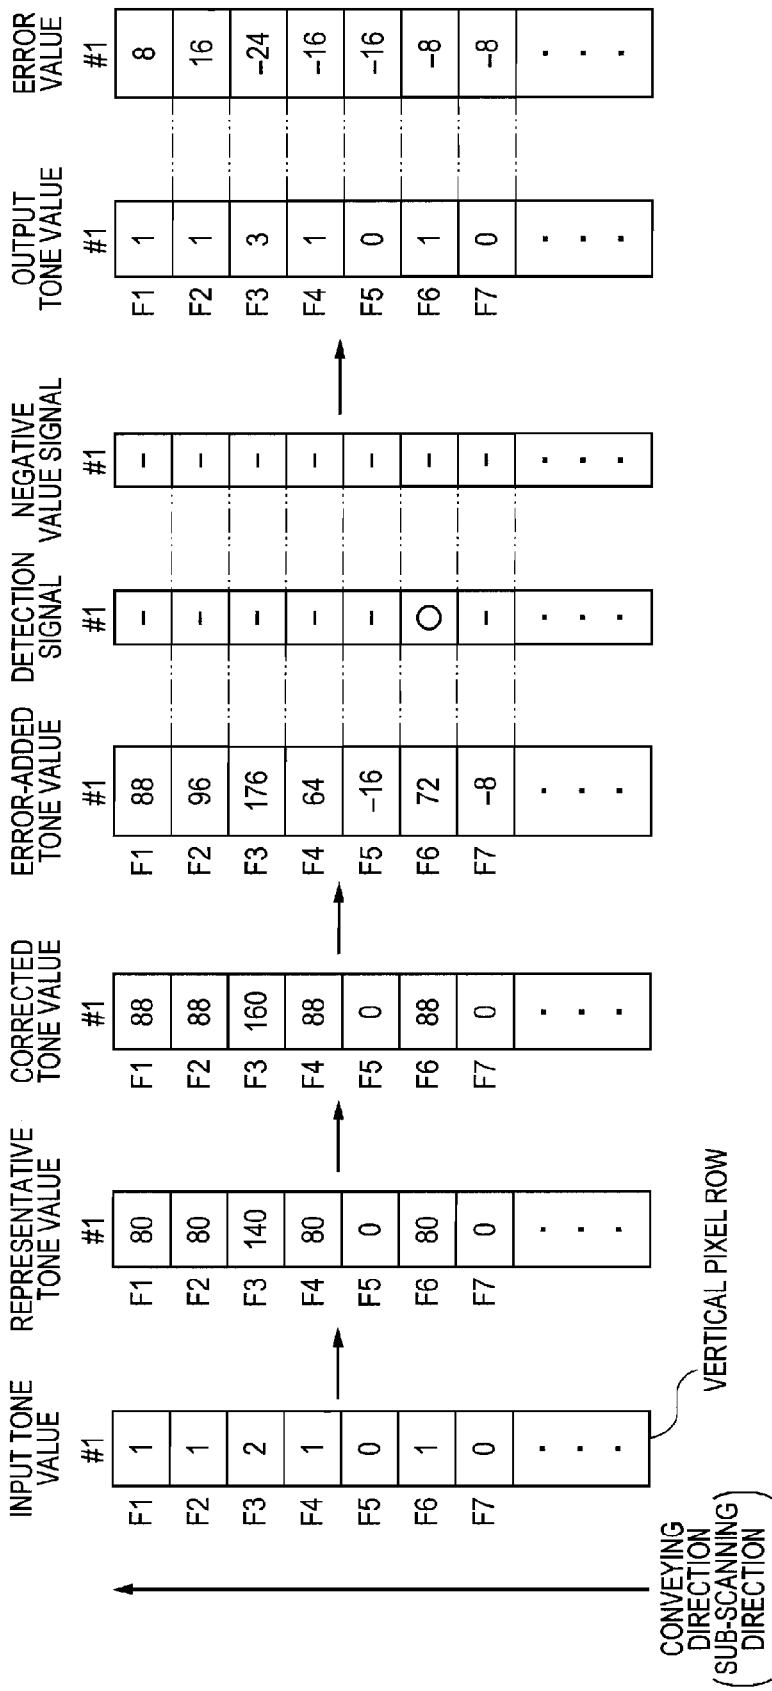 INPUT TONE
VALUE
#1
F1 1
F2 1
F3 2
F4 1
F5 0
F6 1
F7 0
. . .
VERTICAL PIXEL ROW
CONVEYING
DIRECTION
(SUB-SCANNING
DIRECTION)
REPRESENTATIVE
TONE VALUE
#1
F1 80
F2 80
F3 140
F4 80
F5 0
F6 80
F7 0
. . .
CORRECTED
TONE VALUE
#1
F1 88
F2 88
F3 160
F4 88
F5 0
F6 88
F7 0
. . .
ERROR-ADDED
TONE VALUE
#1
F1 88
F2 96
F3 176
F4 64
F5 −16
F6 72
F7 −8
. . .
DETECTION
SIGNAL
#1
−
−
−
−
−
○
−
. . .
NEGATIVE
VALUE SIGNAL
#1
−
−
−
−
−
−
−
. . .
OUTPUT
TONE VALUE
#1
F1 1
F2 1
F3 3
F4 1
F5 0
F6 1
F7 0
. . .
ERROR
VALUE
#1
8
16
−24
−16
−16
−8
−8
. . .